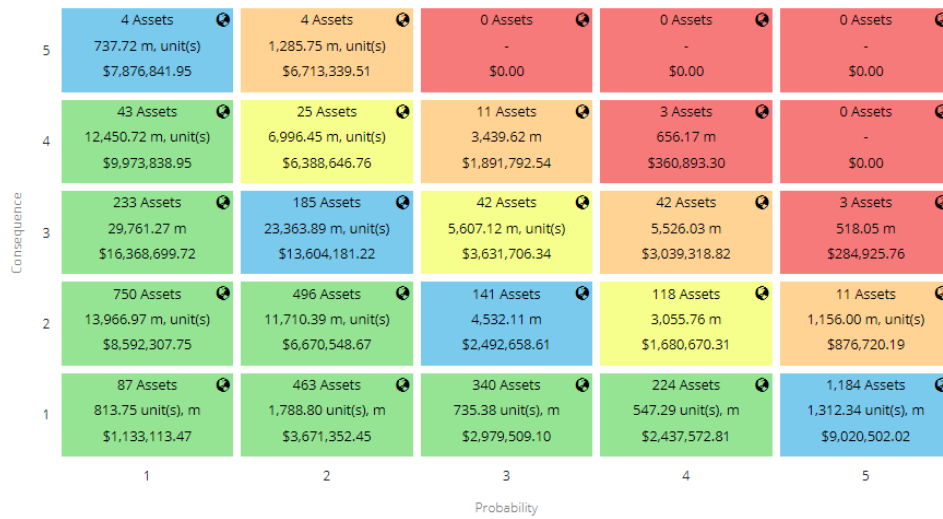 4 Assets
737.72 m, unit(s)
$7,876,841.95
4 Assets
1,285.75 m, unit(s)
$6,713,339.51
0 Assets
-
$0.00
0 Assets
-
$0.00
0 Assets
-
$0.00
5
43 Assets
12,450.72 m, unit(s)
$9,973,838.95
25 Assets
6,996.45 m, unit(s)
$6,388,646.76
11 Assets
3,439.62 m
$1,891,792.54
3 Assets
656.17 m
$360,893.30
0 Assets
-
$0.00
4
Consequence
233 Assets
29,761.27 m
$16,368,699.72
185 Assets
23,363.89 m, unit(s)
$13,604,181.22
42 Assets
5,607.12 m, unit(s)
$3,631,706.34
42 Assets
5,526.03 m
$3,039,318.82
3 Assets
518.05 m
$284,925.76
3
750 Assets
13,966.97 m, unit(s)
$8,592,307.75
496 Assets
11,710.39 m, unit(s)
$6,670,548.67
141 Assets
4,532.11 m
$2,492,658.61
118 Assets
3,055.76 m
$1,680,670.31
11 Assets
1,156.00 m, unit(s)
$876,720.19
2
87 Assets
813.75 unit(s), m
$1,133,113.47
463 Assets
1,788.80 unit(s), m
$3,671,352.45
340 Assets
735.38 unit(s), m
$2,979,509.10
224 Assets
547.29 unit(s), m
$2,437,572.81
1,184 Assets
1,312.34 unit(s), m
$9,020,502.02
1
1
2
3
4
5
Probability